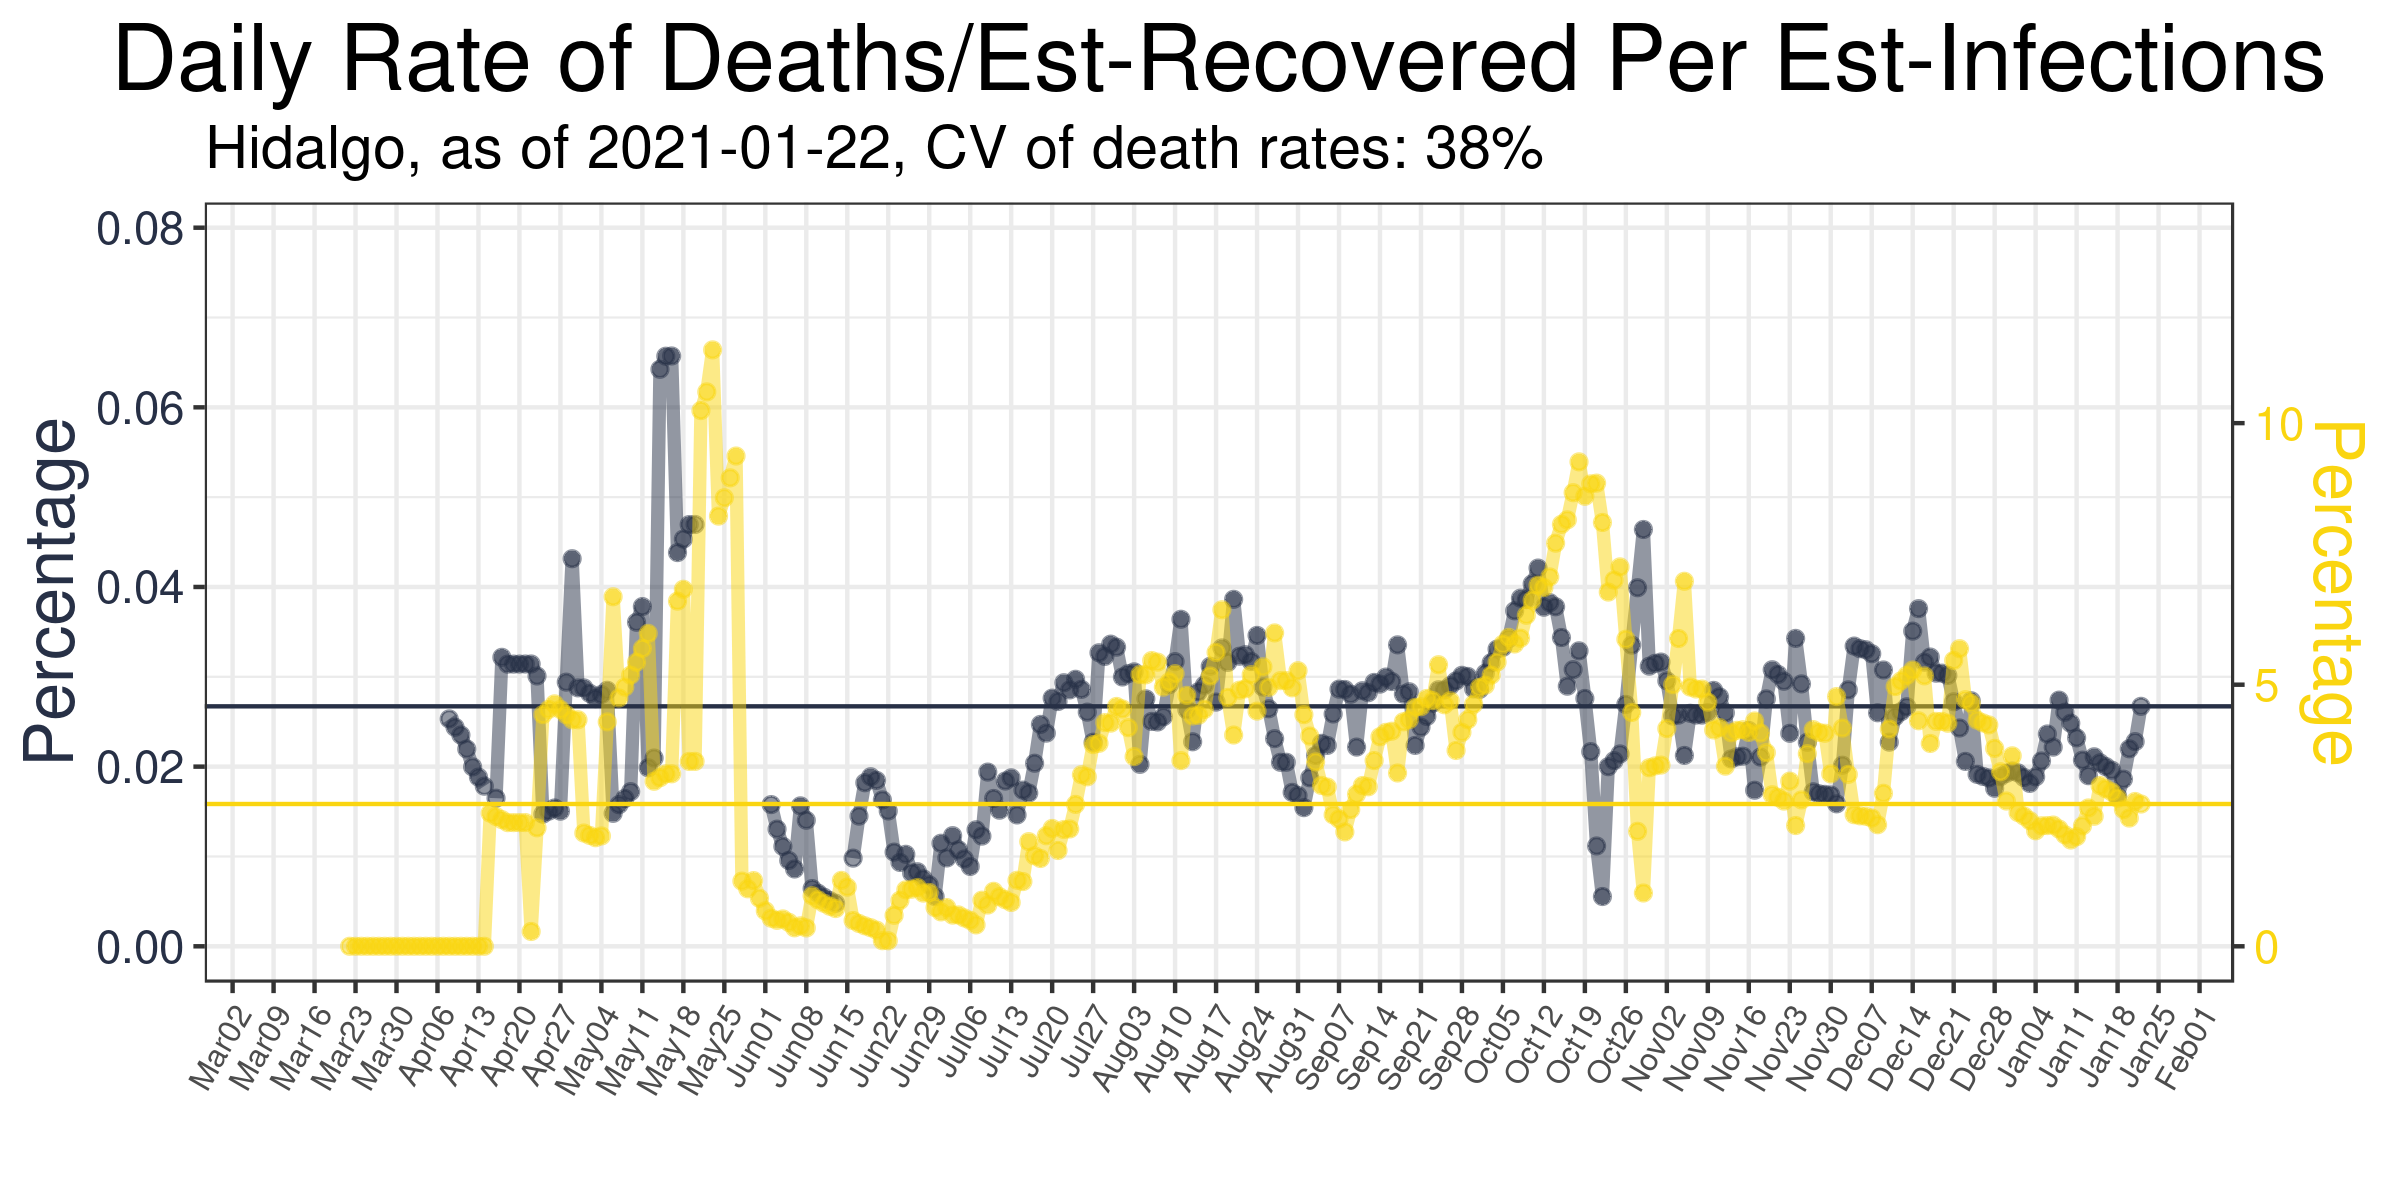 Daily Rate of Deaths/Est-Recovered Per Est-Infections
Hidalgo, as of 2021-01-22, CV of death rates: 38%
Percentage
0.08
0.06
0.04
0.02
0.00
10
5
0
Percentage
Mar02
Mar09
Mar16
Mar23
Mar30
Apr06
Apr13
Apr20
Apr27
May04
May11
May18
May25
Jun01
Jun08
Jun15
Jun22
Jun29
Jul06
Jul13
Jul20
Jul27
Aug03
Aug10
Aug17
Aug24
Aug31
Sep07
Sep14
Sep21
Sep28
Oct05
Oct12
Oct19
Oct26
Nov02
Nov09
Nov16
Nov23
Nov30
Dec07
Dec14
Dec21
Dec28
Jan04
Jan11
Jan18
Jan25
Feb01